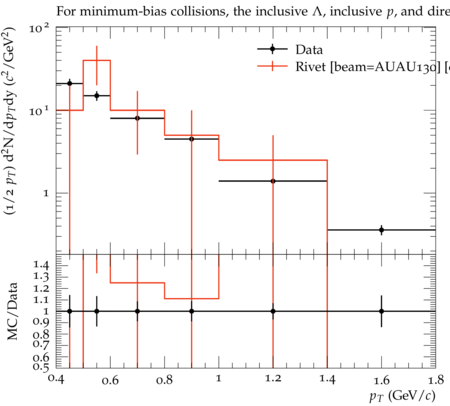 For minimum-bias collisions, the inclusive Λ, inclusive p, and dire
(1/2 p_T) d²N/dp_Tdy (c²/GeV²)
Data
Rivet [beam=AUAU130] [
10²
10¹
1
MC/Data
1.4
1.3
1.2
1.1
1
0.9
0.8
0.7
0.6
0.5
0.4 0.6 0.8 1 1.2 1.4 1.6 1.8
p_T (GeV/c)